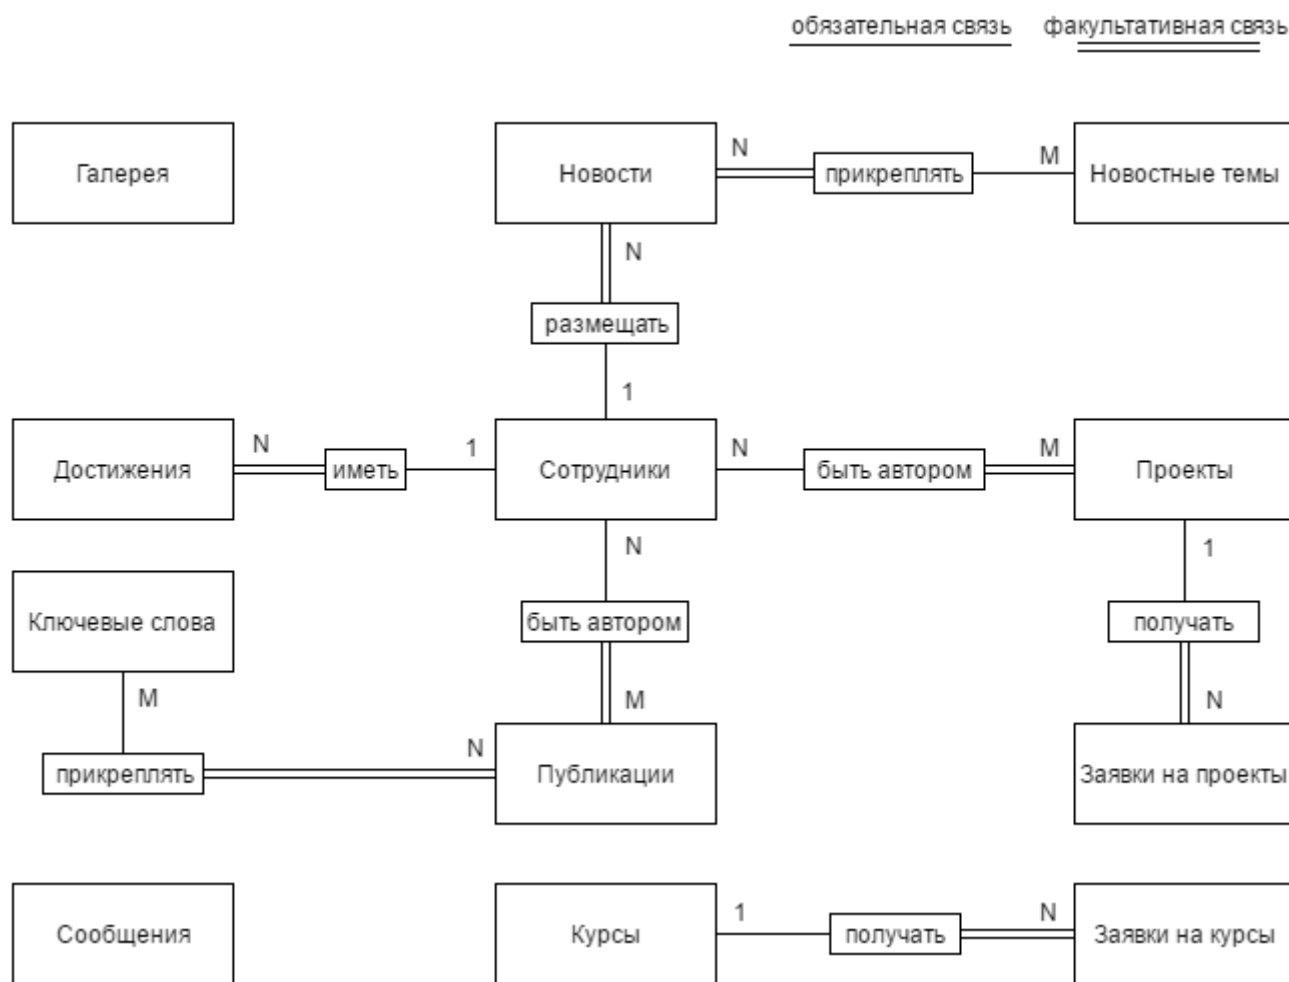 обязательная связь факультативная связь
Галерея
Новости
N
прикреплять
M
Новостные темы
N
размещать
1
Достижения
N
иметь
1
Сотрудники
N
быть автором
M
Проекты
N
1
Ключевые слова
быть автором
получать
M
M
N
прикреплять
N
Публикации
Заявки на проекты
Сообщения
Курсы
1
получать
N
Заявки на курсы